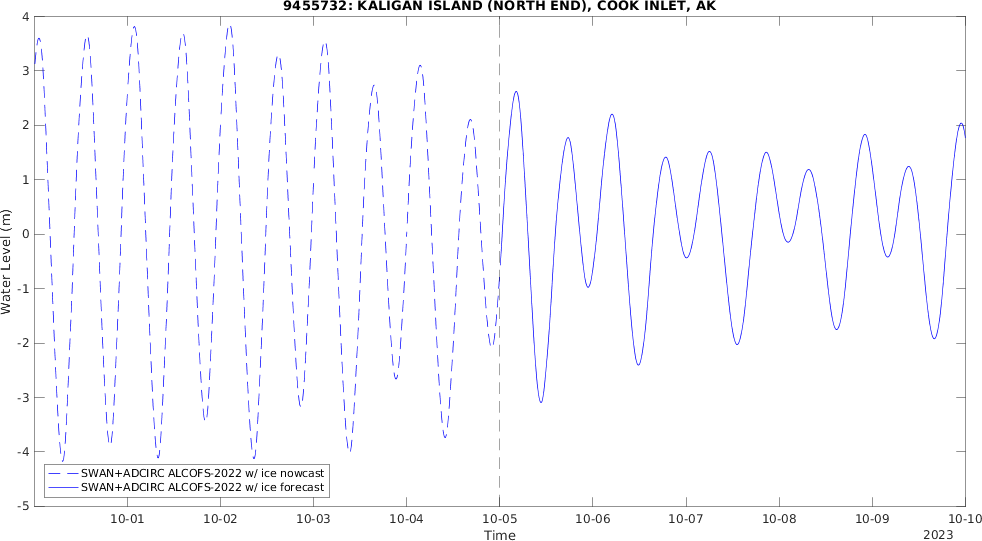 9455732: KALIGAN ISLAND (NORTH END), COOK INLET, AK
4
3
2
1
0
-1
-2
-3
-4
-5
Water Level (m)
SWAN+ADCIRC ALCOFS-2022 w/ ice nowcast
SWAN+ADCIRC ALCOFS-2022 w/ ice forecast
10-01 10-02 10-03 10-04 10-05 10-06 10-07 10-08 10-09 10-10
Time
2023